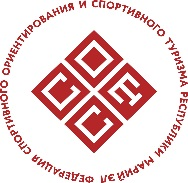 ФЕДЕРАЦИЯ СПОРТИВНОГО ОРИЕНТИРОВАНИЯ И СПОРТИВНОГО ТУРИЗМА РЕСПУБЛИКИ МАРИЙ ЭЛ